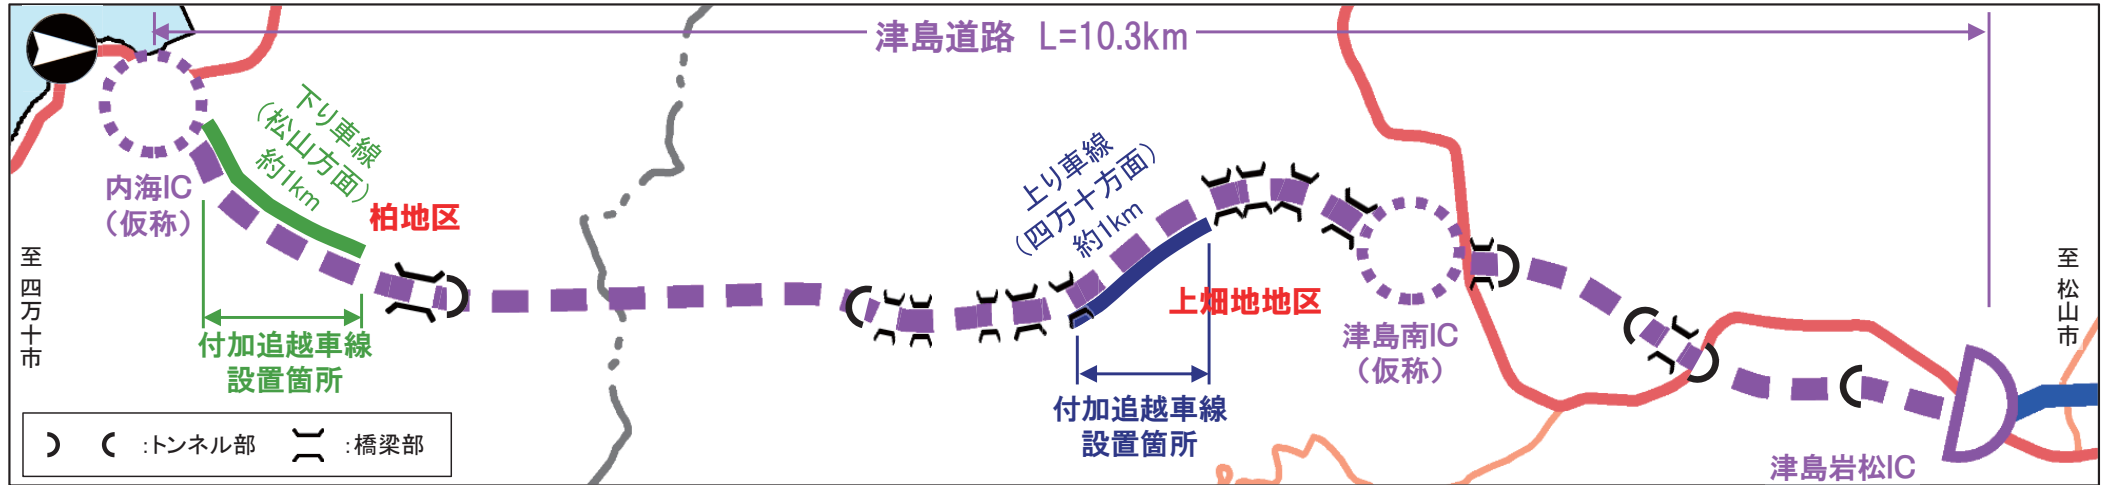 津島道路 L=10.3km
下り車線
（松山方面）
約1km
内海IC
（仮称）
柏地区
至 四万十市
付加追越車線
設置箇所
上り車線
（四万十方面）
約1km
上畑地地区
付加追越車線
設置箇所
津島南IC
（仮称）
至 松山市
津島岩松IC
:トンネル部
:橋梁部